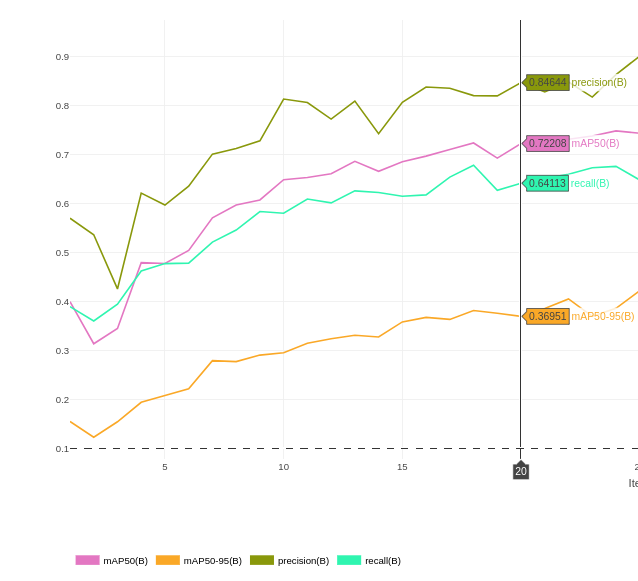 0.9
0.84644 precision(B)
0.8
0.72208 mAP50(B)
0.7
0.64113 recall(B)
0.6
0.5
0.4
0.36951 mAP50-95(B)
0.3
0.2
0.1
5 10 15 20 2
Ite
mAP50(B) mAP50-95(B) precision(B) recall(B)